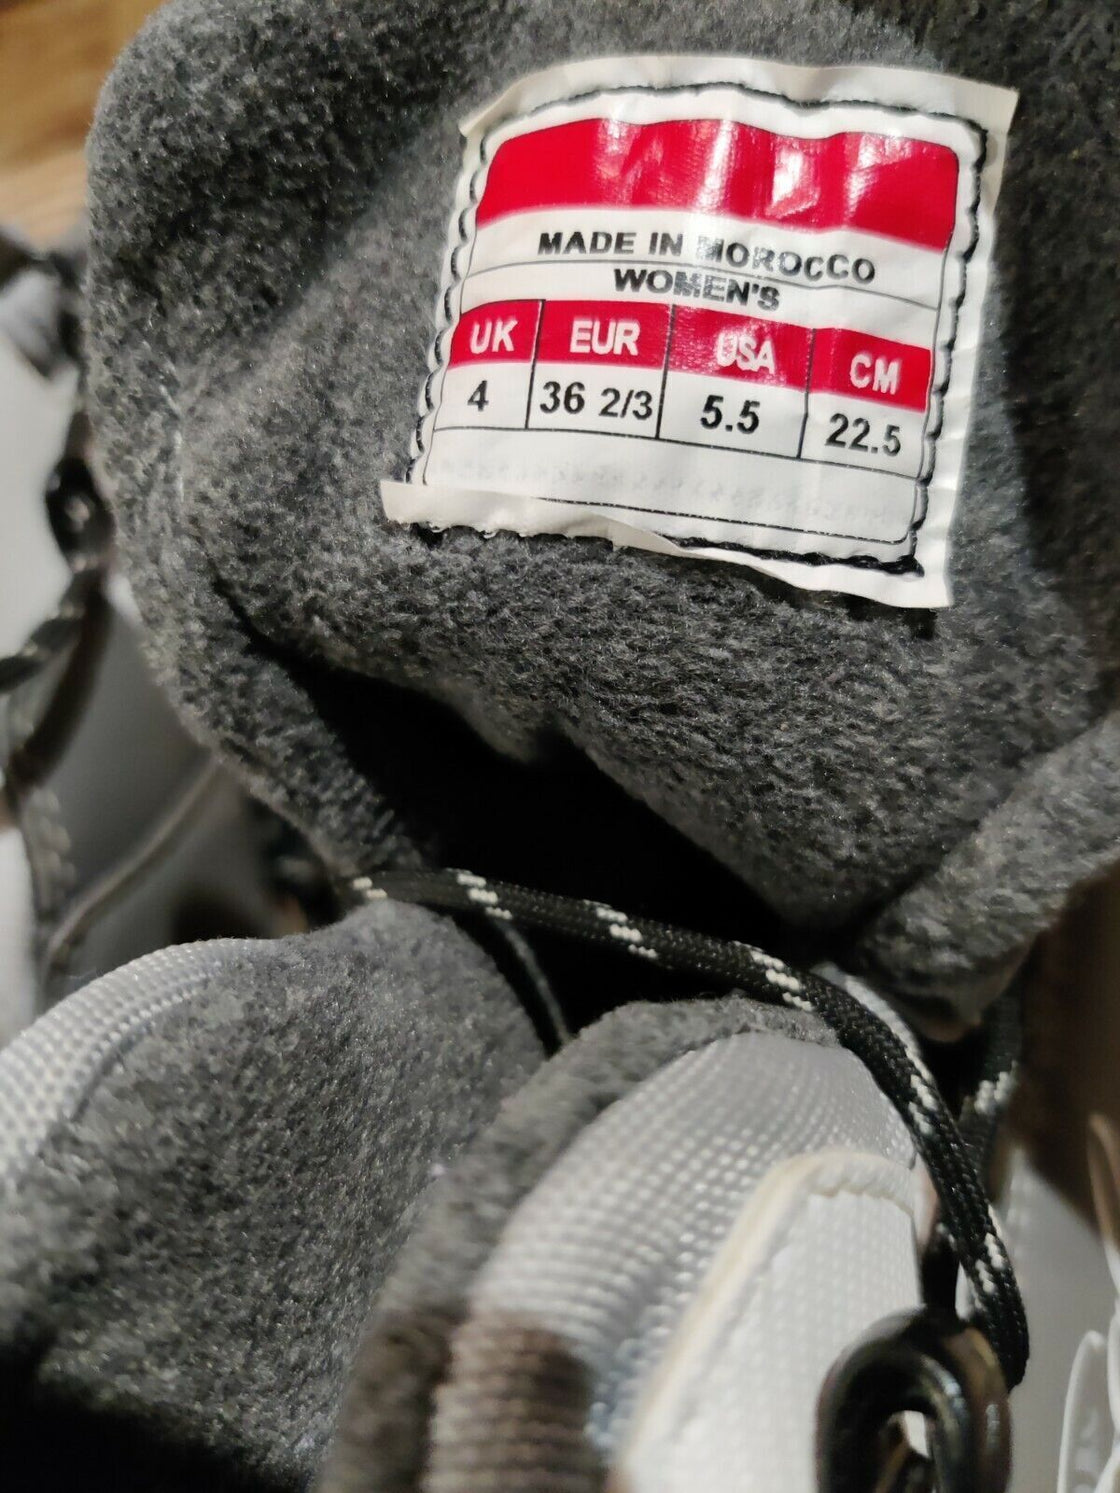 MADE IN MOROCCO
WOMEN'S
UK EUR USA CM
4 36 2/3 5.5 22.5